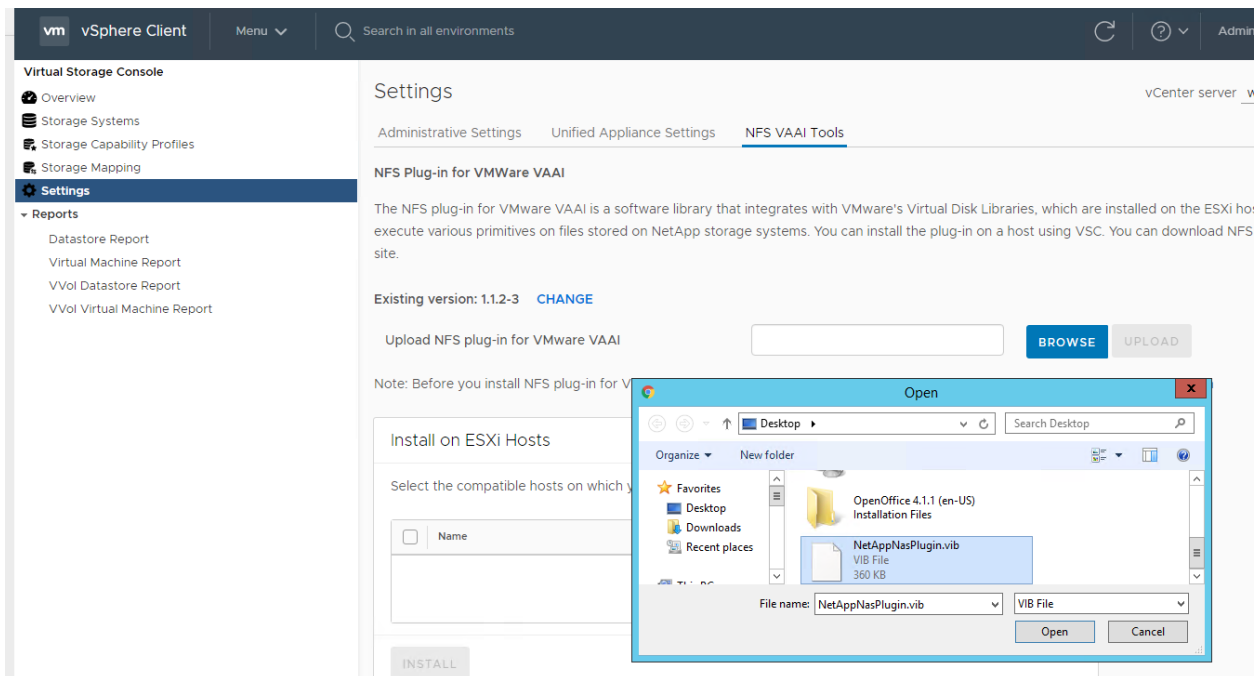 vm vSphere Client Menu Search in all environments Admin
Virtual Storage Console
Overview
Storage Systems
Storage Capability Profiles
Storage Mapping
Settings
Reports
Datastore Report
Virtual Machine Report
VVol Datastore Report
VVol Virtual Machine Report
Settings
vCenter server
Administrative Settings Unified Appliance Settings NFS VAAI Tools
NFS Plug-in for VMWare VAAI
The NFS plug-in for VMware VAAI is a software library that integrates with VMware's Virtual Disk Libraries, which are installed on the ESXi hos
execute various primitives on files stored on NetApp storage systems. You can install the plug-in on a host using VSC. You can download NFS
site.
Existing version: 1.1.2-3 CHANGE
Upload NFS plug-in for VMware VAAI BROWSE UPLOAD
Note: Before you install NFS plug-in for V
Install on ESXi Hosts
Select the compatible hosts on which y
Name
INSTALL
Open x
Desktop Search Desktop
Organize New folder
Favorites
Desktop
Downloads
Recent places
OpenOffice 4.1.1 (en-US)
Installation Files
NetAppNasPlugin.vib
VIB File
360 KB
File name: NetAppNasPlugin.vib VIB File
Open Cancel